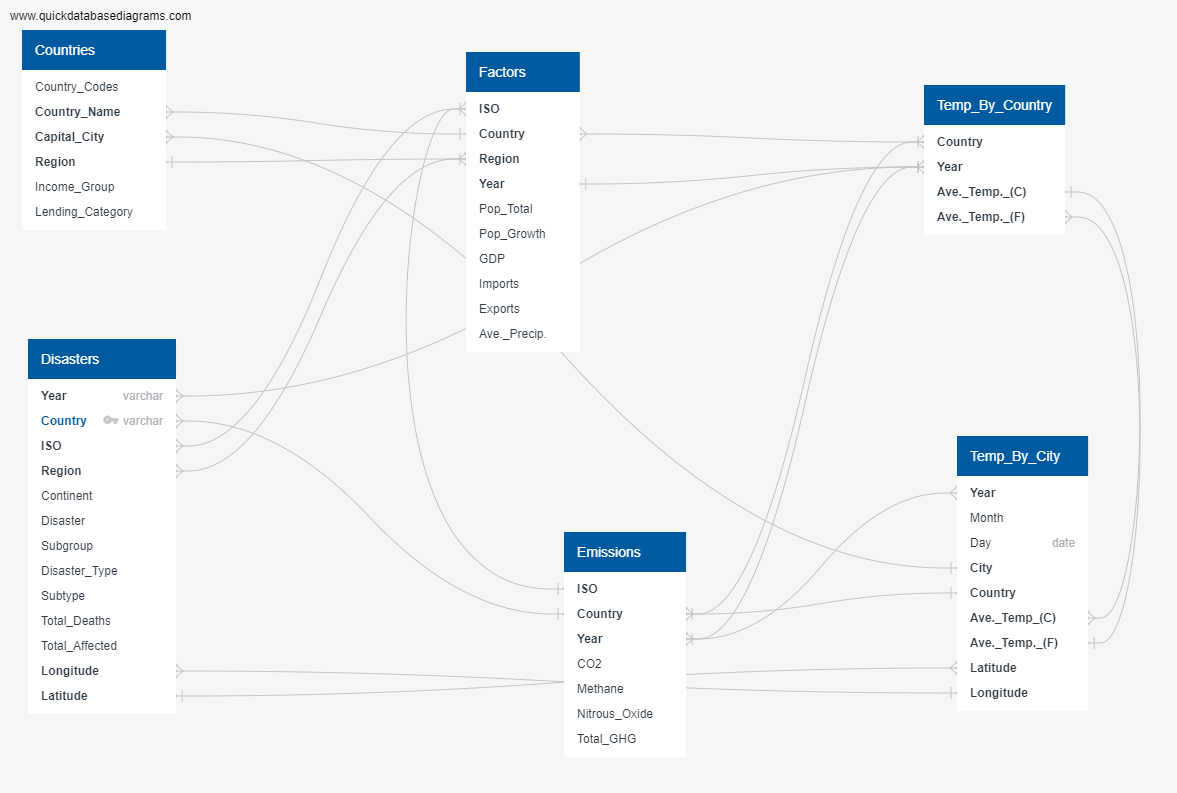 www.quickdatabasediagrams.com
Countries
Country_Codes
Country_Name
Capital_City
Region
Income_Group
Lending_Category
Factors
ISO
Country
Region
Year
Pop_Total
Pop_Growth
GDP
Imports
Exports
Ave._Precip.
Temp_By_Country
Country
Year
Ave._Temp._(C)
Ave._Temp._(F)
Disasters
Year varchar
Country varchar
ISO
Region
Continent
Disaster
Subgroup
Disaster_Type
Subtype
Total_Deaths
Total_Affected
Longitude
Latitude
Emissions
ISO
Country
Year
CO2
Methane
Nitrous_Oxide
Total_GHG
Temp_By_City
Year
Month
Day date
City
Country
Ave._Temp_(C)
Ave._Temp._(F)
Latitude
Longitude